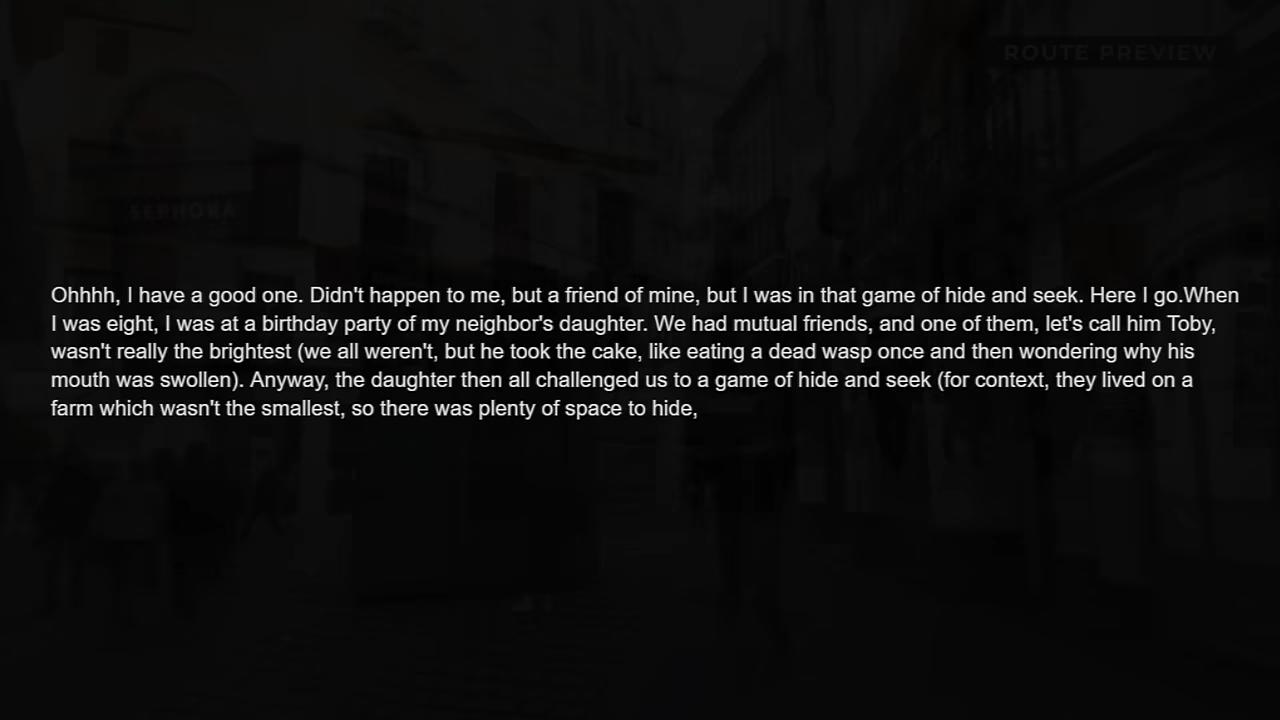 ROUTE PREVIEW
SEPHORA
Ohhhh, I have a good one. Didn't happen to me, but a friend of mine, but I was in that game of hide and seek. Here I go.When
I was eight, I was at a birthday party of my neighbor's daughter. We had mutual friends, and one of them, let's call him Toby,
wasn't really the brightest (we all weren't, but he took the cake, like eating a dead wasp once and then wondering why his
mouth was swollen). Anyway, the daughter then all challenged us to a game of hide and seek (for context, they lived on a
farm which wasn't the smallest, so there was plenty of space to hide,